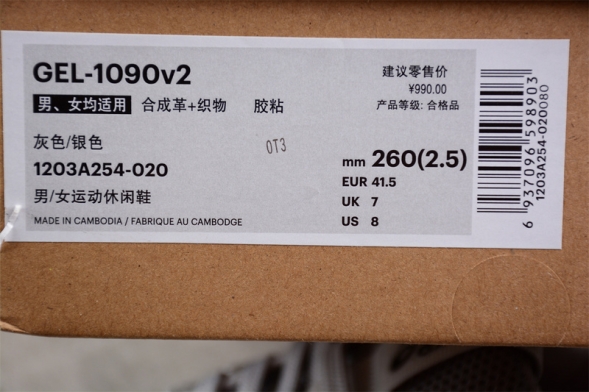 GEL-1090v2
男、女均适用 合成革+织物 胶粘
灰色/银色
1203A254-020
男/女运动休闲鞋
MADE IN CAMBODIA / FABRIQUE AU CAMBODGE
0T3
建议零售价
¥990.00
产品等级: 合格品
mm 260(2.5)
EUR 41.5
UK 7
US 8
6 937096 598903
1203A254-020080